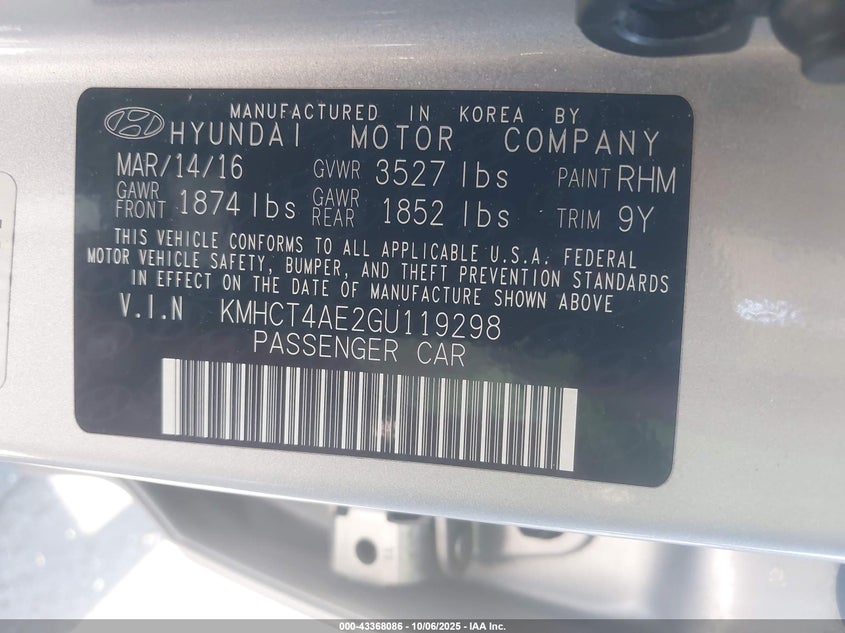 MANUFACTURED IN KOREA BY
HYUNDAI MOTOR COMPANY
MAR/14/16 GVWR 3527 lbs PAINT RHM
GAWR FRONT 1874 lbs GAWR REAR 1852 lbs TRIM 9Y
THIS VEHICLE CONFORMS TO ALL APPLICABLE U.S.A. FEDERAL
MOTOR VEHICLE SAFETY, BUMPER, AND THEFT PREVENTION STANDARDS
IN EFFECT ON THE DATE OF MANUFACTURE SHOWN ABOVE
V.I.N KMHCT4AE2GU119298
PASSENGER CAR
000-43368086 - 10/06/2025 - IAA Inc.